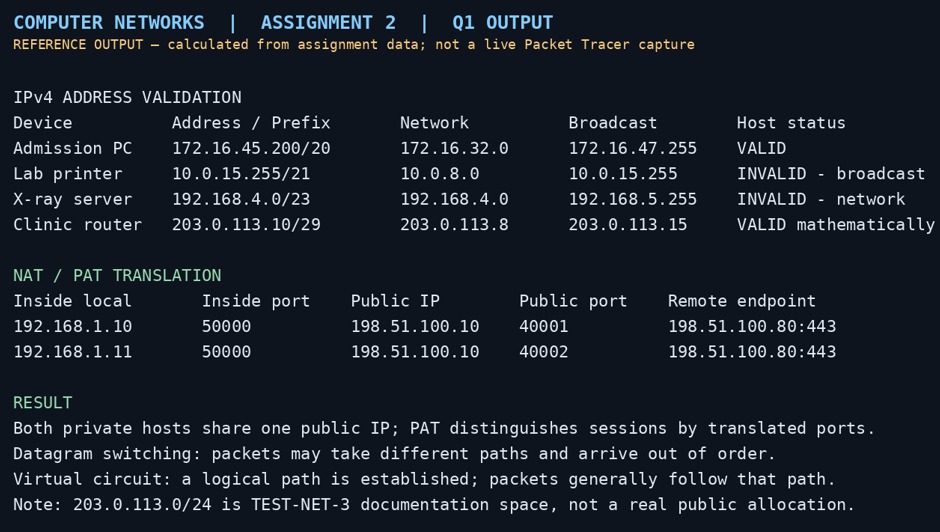 COMPUTER NETWORKS | ASSIGNMENT 2 | Q1 OUTPUT
REFERENCE OUTPUT — calculated from assignment data; not a live Packet Tracer capture
IPv4 ADDRESS VALIDATION
Device Address / Prefix Network Broadcast Host status
Admission PC 172.16.45.200/20 172.16.32.0 172.16.47.255 VALID
Lab printer 10.0.15.255/21 10.0.8.0 10.0.15.255 INVALID - broadcast
X-ray server 192.168.4.0/23 192.168.4.0 192.168.5.255 INVALID - network
Clinic router 203.0.113.10/29 203.0.113.8 203.0.113.15 VALID mathematically
NAT / PAT TRANSLATION
Inside local Inside port Public IP Public port Remote endpoint
192.168.1.10 50000 198.51.100.10 40001 198.51.100.80:443
192.168.1.11 50000 198.51.100.10 40002 198.51.100.80:443
RESULT
Both private hosts share one public IP; PAT distinguishes sessions by translated ports.
Datagram switching: packets may take different paths and arrive out of order.
Virtual circuit: a logical path is established; packets generally follow that path.
Note: 203.0.113.0/24 is TEST-NET-3 documentation space, not a real public allocation.